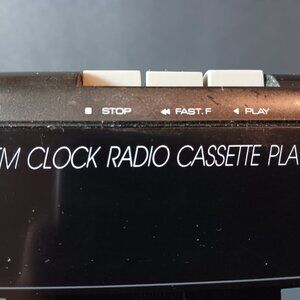 STOP FAST.F PLAY
M CLOCK RADIO CASSETTE PLA